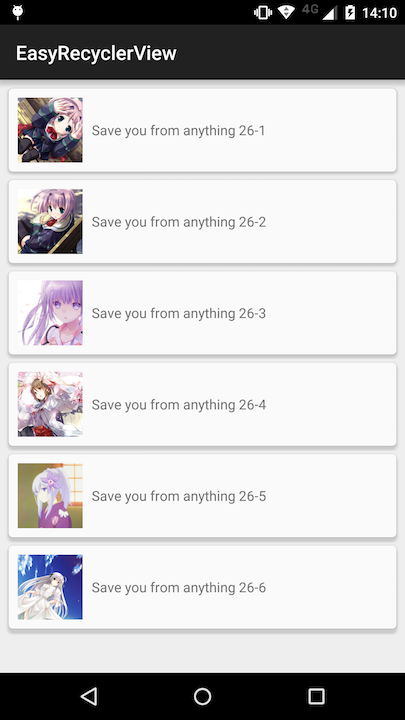 4G 14:10
EasyRecyclerView
Save you from anything 26-1
Save you from anything 26-2
Save you from anything 26-3
Save you from anything 26-4
Save you from anything 26-5
Save you from anything 26-6